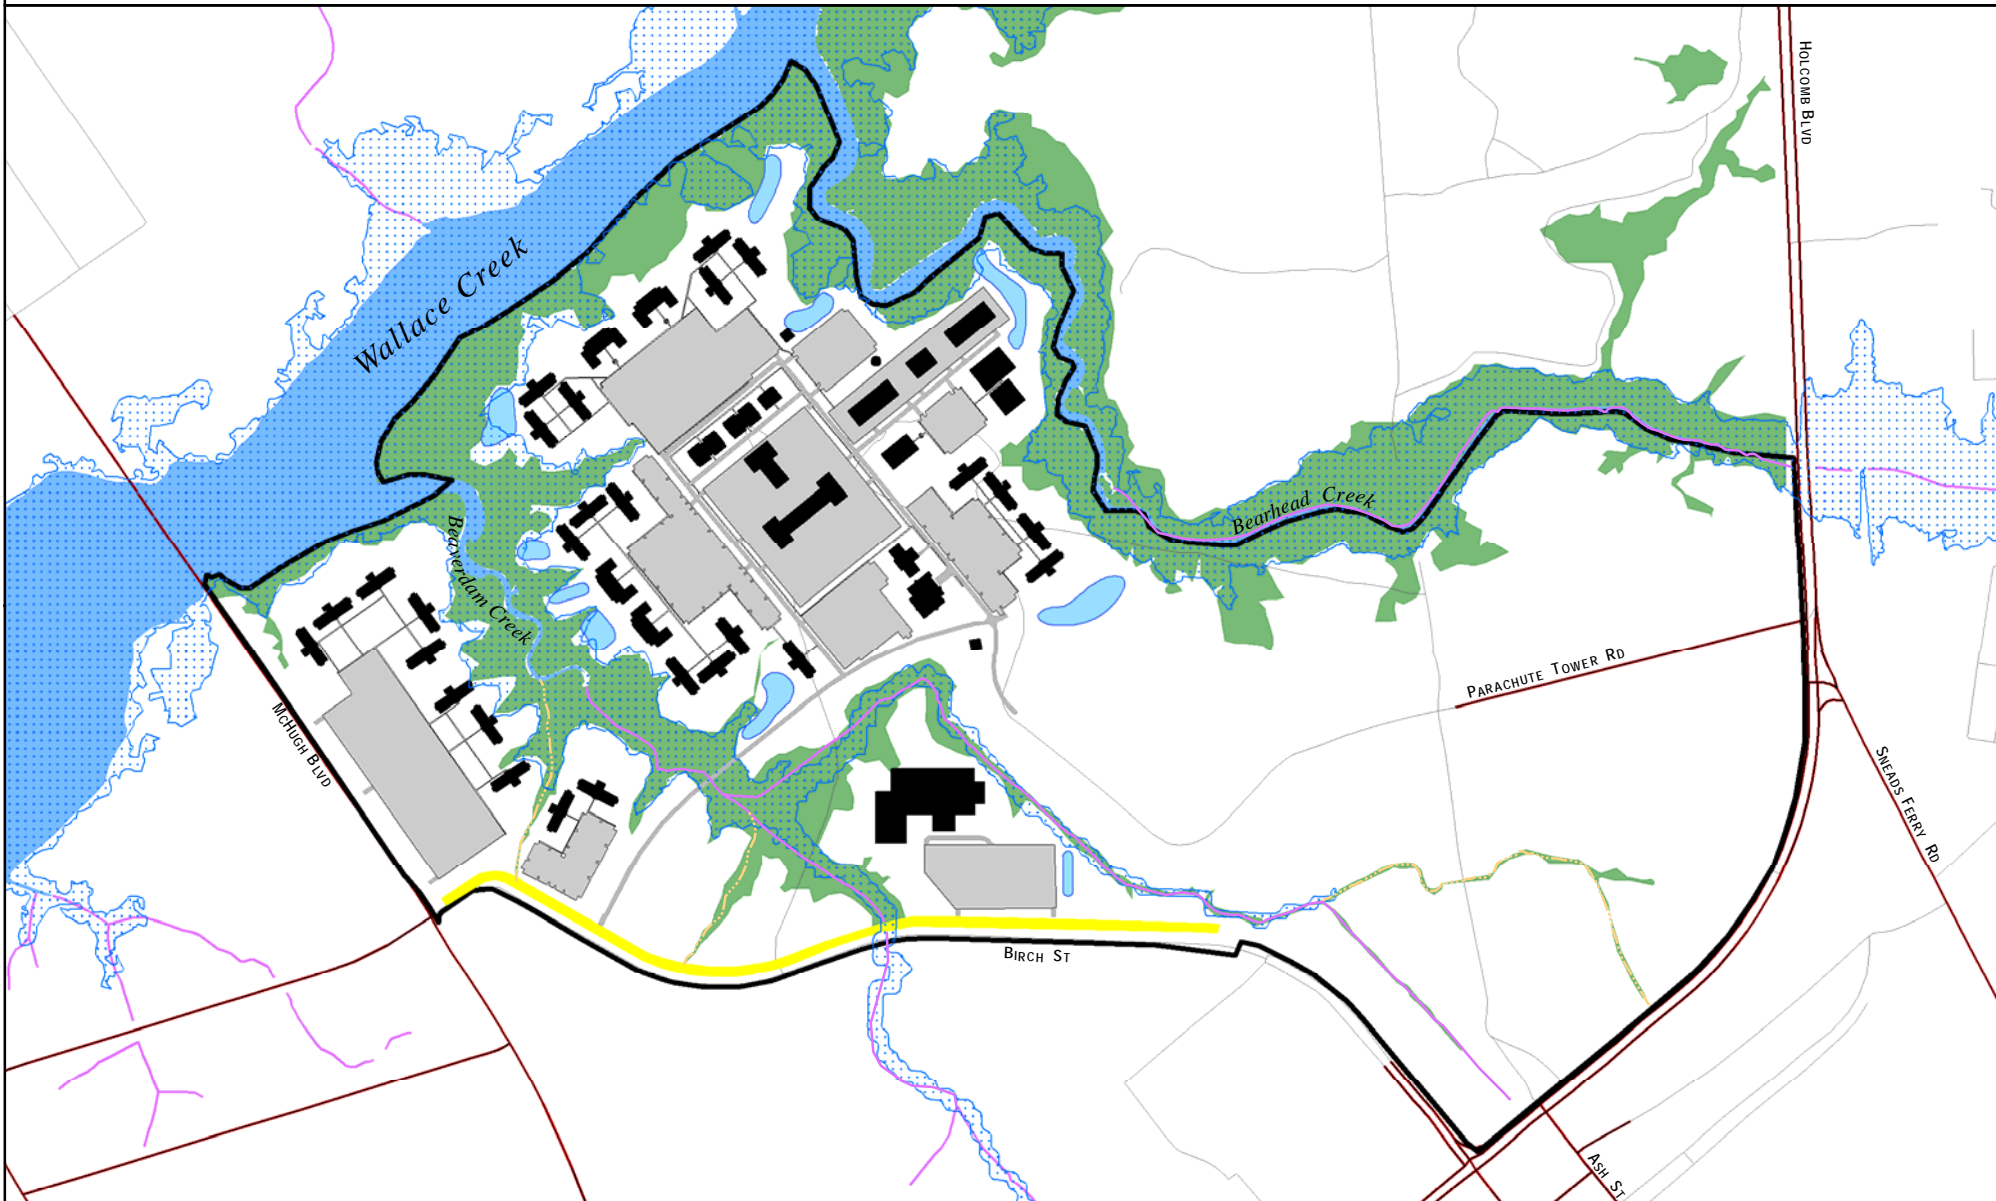 Holcomb Blvd
Wallace Creek
Bearhead Creek
Beaverdam Creek
Parachute Tower Rd
McHugh Blvd
Sneads Ferry Rd
Birch St
Ash St